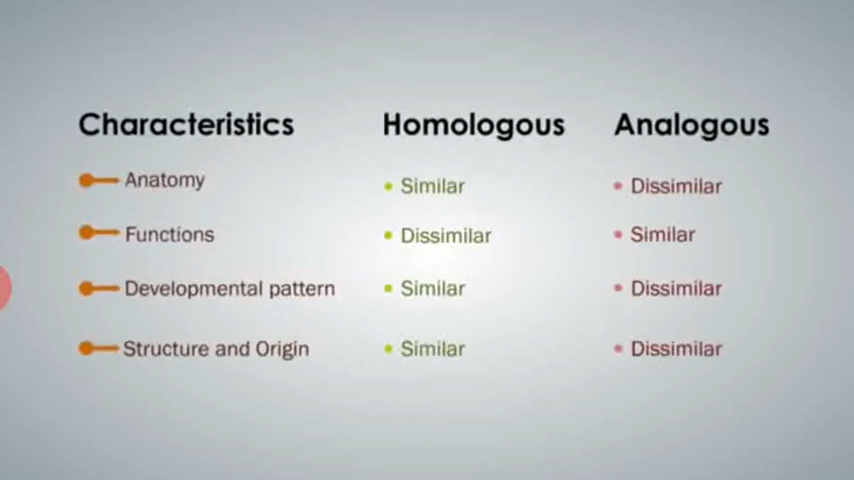 Characteristics Homologous Analogous
Anatomy Similar Dissimilar
Functions Dissimilar Similar
Developmental pattern Similar Dissimilar
Structure and Origin Similar Dissimilar